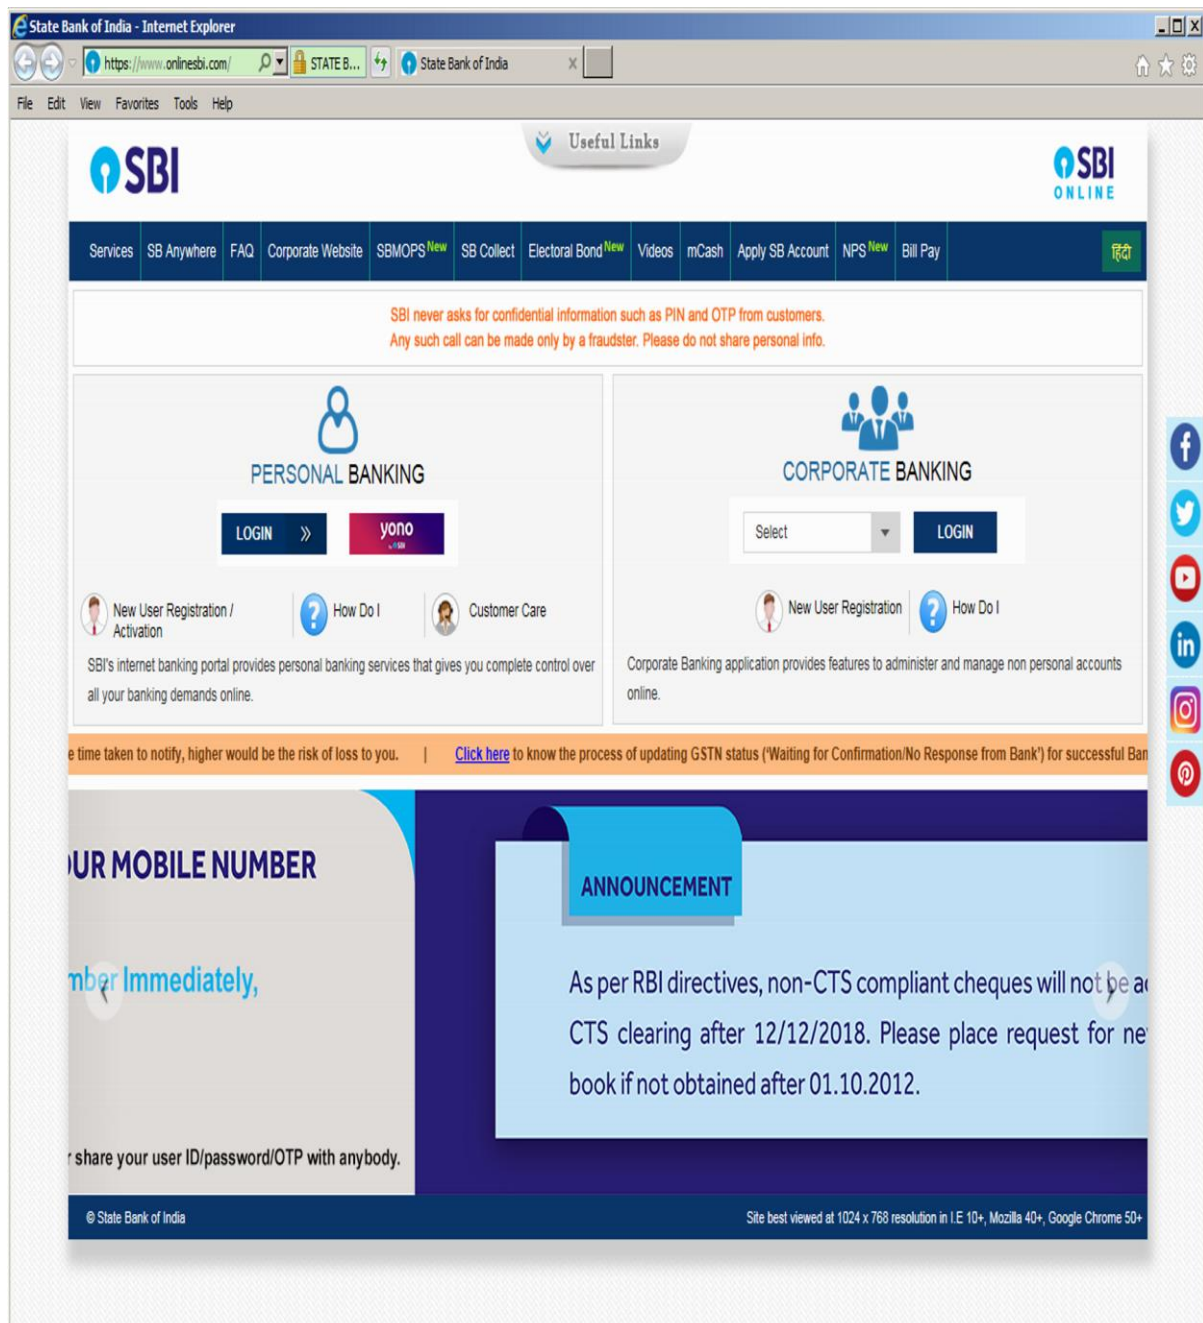 State Bank of India - Internet Explorer
https://www.onlinesbi.com/ STATE B... State Bank of India
File Edit View Favorites Tools Help
Useful Links
SBI
SBI
ONLINE
Services SB Anywhere FAQ Corporate Website SBMOPS New SB Collect Electoral Bond New Videos mCash Apply SB Account NPS New Bill Pay हिंदी
SBI never asks for confidential information such as PIN and OTP from customers.
Any such call can be made only by a fraudster. Please do not share personal info.
PERSONAL BANKING
LOGIN »
yono
by SBI
New User Registration /
Activation
How Do I
Customer Care
SBI's internet banking portal provides personal banking services that gives you complete control over
all your banking demands online.
CORPORATE BANKING
Select LOGIN
New User Registration
How Do I
Corporate Banking application provides features to administer and manage non personal accounts
online.
e time taken to notify, higher would be the risk of loss to you. | Click here to know the process of updating GSTN status ('Waiting for Confirmation/No Response from Bank') for successful Ban
OUR MOBILE NUMBER
mber Immediately,
r share your user ID/password/OTP with anybody.
ANNOUNCEMENT
As per RBI directives, non-CTS compliant cheques will not be a
CTS clearing after 12/12/2018. Please place request for ne
book if not obtained after 01.10.2012.
© State Bank of India
Site best viewed at 1024 x 768 resolution in I.E 10+, Mozilla 40+, Google Chrome 50+